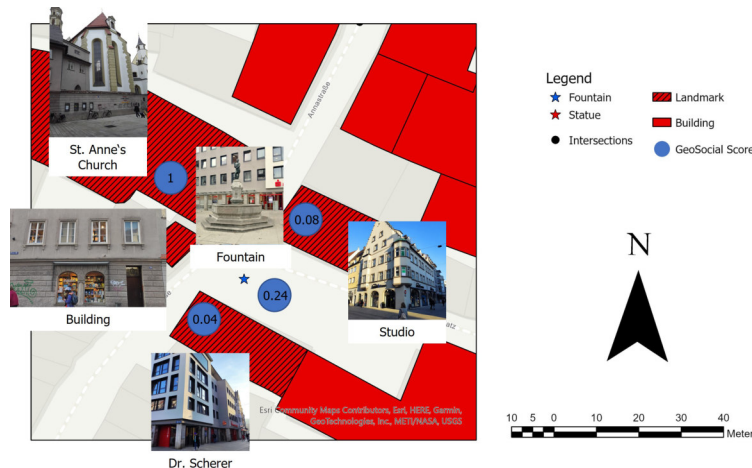 St. Anne's
Church
1
Annastraße
0.08
Fountain
Building
0.24
0.04
Studio
atz
Dr. Scherer
Esri Community Maps Contributors, Esri, HERE, Garmin,
GeoTechnologies, Inc., METI/NASA, USGS
Legend
Fountain
Statue
Intersections
Landmark
Building
GeoSocial Score
N
10 5 0 10 20 30 40
Meter